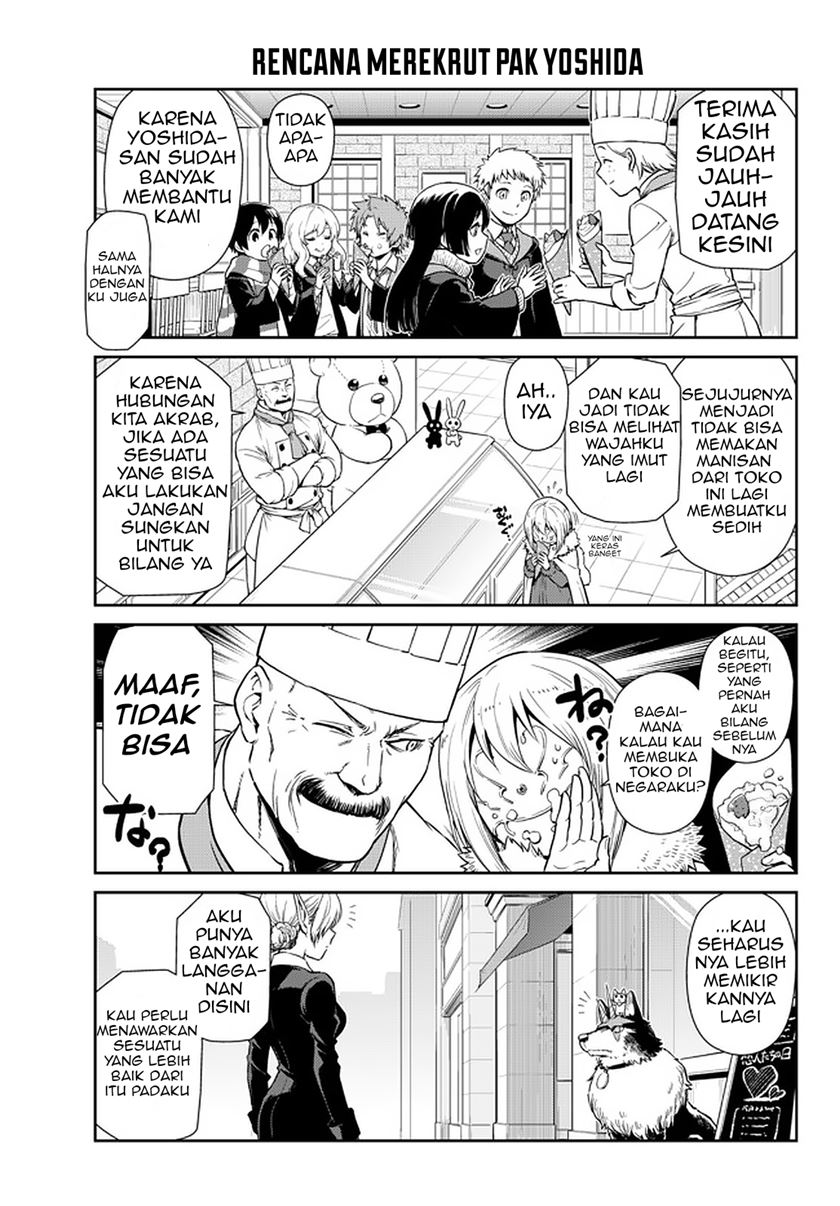 RENCANA MEREKRUT PAK YOSHIDA
TERIMA
KASIH
SUDAH
JAUH-
JAUH
DATANG
KESINI
TIDAK
APA-
APA
KARENA
YOSHIDA-
SAN SUDAH
BANYAK
MEMBANTU
KAMI
SAMA
HALNYA
DENGAN
KU JUGA
SEJUJURNYA
MENJADI
TIDAK BISA
MEMAKAN
MANISAN
DARI TOKO
INI LAGI
MEMBUATKU
SEDIH
DAN KAU
JADI TIDAK
BISA MELIHAT
WAJAHKU
YANG IMUT
LAGI
AH..
IYA
YANG INI
KERAS
BANGET
KARENA
HUBUNGAN
KITA AKRAB,
JIKA ADA
SESUATU
YANG BISA
AKU LAKUKAN
JANGAN
SUNGKAN
UNTUK
BILANG YA
KALAU
BEGITU,
SEPERTI
YANG
PERNAH
AKU
BILANG
SEBELUM
NYA
BAGAI-
MANA
KALAU KAU
MEMBUKA
TOKO DI
NEGARAKU?
ね?
MAAF,
TIDAK
BISA
な?
...KAU
SEHARUS
NYA LEBIH
MEMIKIR
KANNYA
LAGI
AKU
PUNYA
BANYAK
LANGGA-
NAN
DISINI
KAU PERLU
MENAWARKAN
SESUATU
YANG LEBIH
BAIK DARI
ITU PADAKU